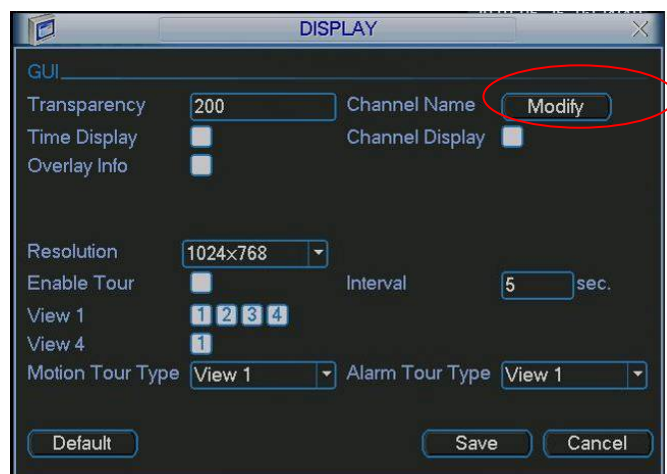 DISPLAY
GUI
Transparency 200 Channel Name Modify
Time Display Channel Display
Overlay Info
Resolution 1024×768
Enable Tour Interval 5 sec.
View 1 1 2 3 4
View 4 1
Motion Tour Type View 1 Alarm Tour Type View 1
Default Save Cancel